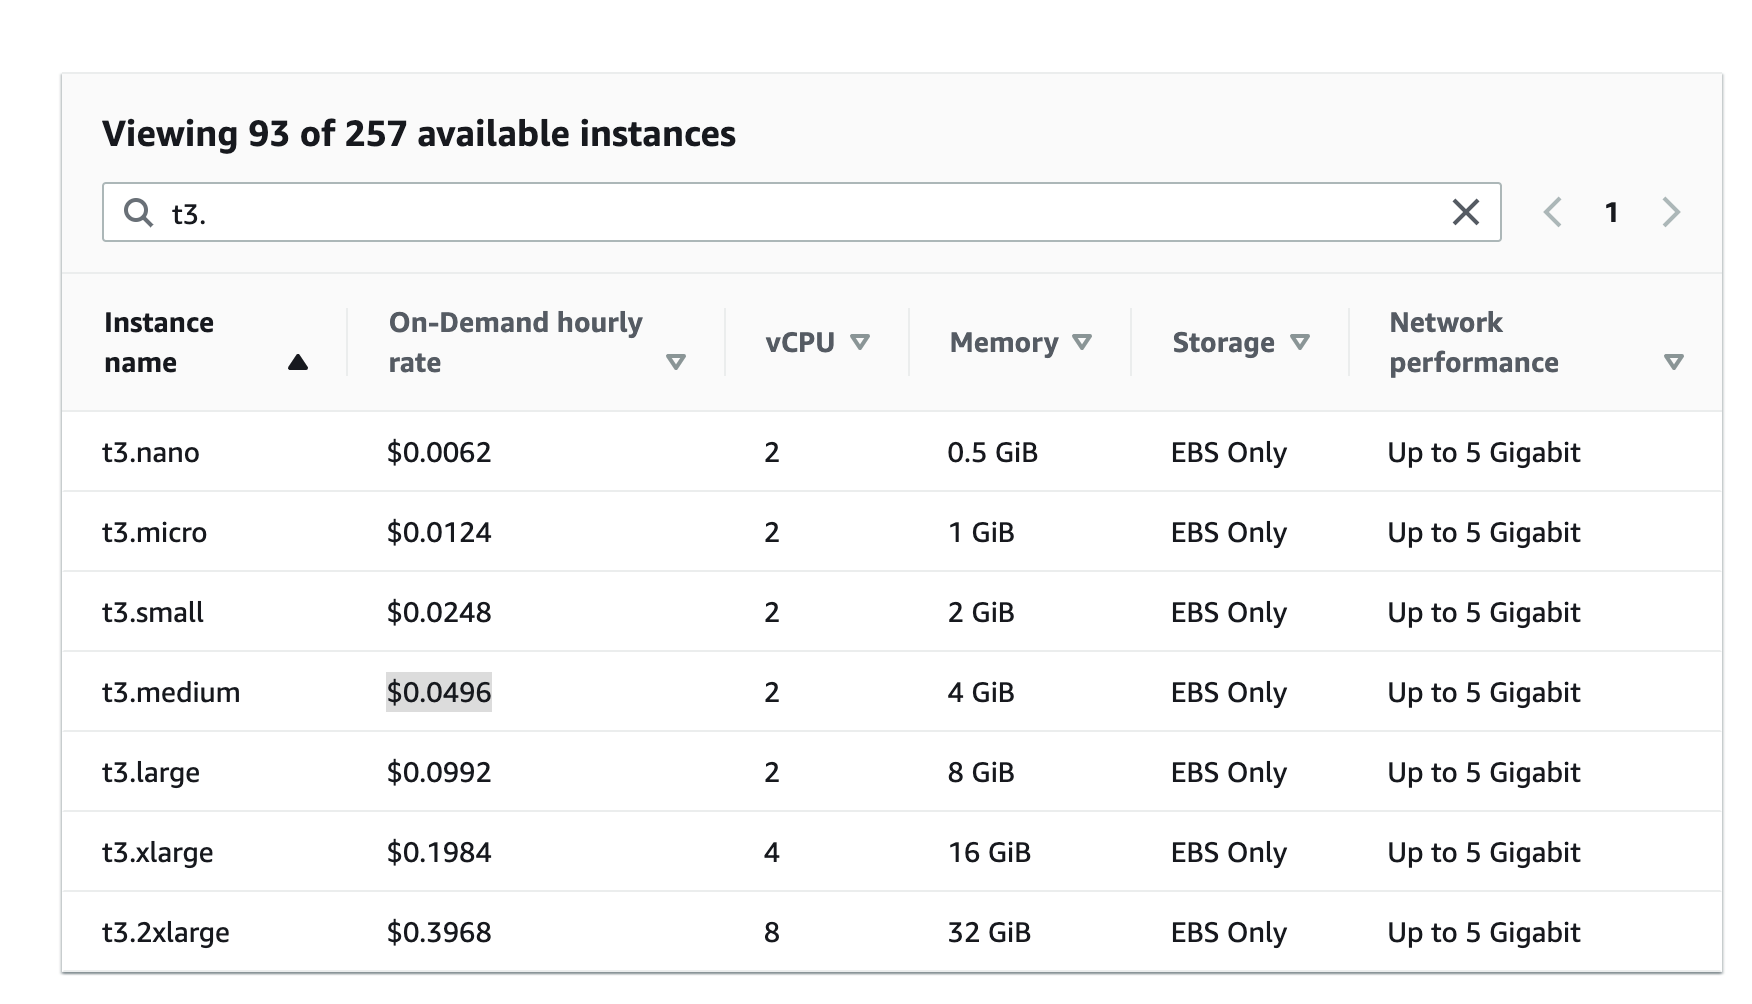 Viewing 93 of 257 available instances
t3.
1
Instance name On-Demand hourly rate vCPU Memory Storage Network performance
t3.nano $0.0062 2 0.5 GiB EBS Only Up to 5 Gigabit
t3.micro $0.0124 2 1 GiB EBS Only Up to 5 Gigabit
t3.small $0.0248 2 2 GiB EBS Only Up to 5 Gigabit
t3.medium $0.0496 2 4 GiB EBS Only Up to 5 Gigabit
t3.large $0.0992 2 8 GiB EBS Only Up to 5 Gigabit
t3.xlarge $0.1984 4 16 GiB EBS Only Up to 5 Gigabit
t3.2xlarge $0.3968 8 32 GiB EBS Only Up to 5 Gigabit